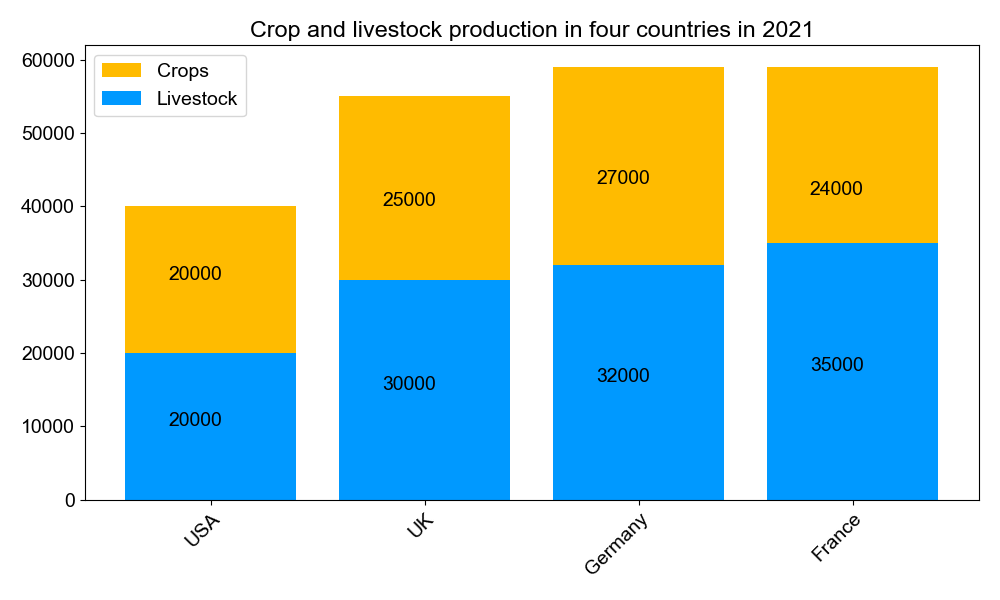 Crop and livestock production in four countries in 2021
60000
50000
40000
30000
20000
10000
0
Crops
Livestock
20000
25000
27000
24000
20000
30000
32000
35000
USA
UK
Germany
France